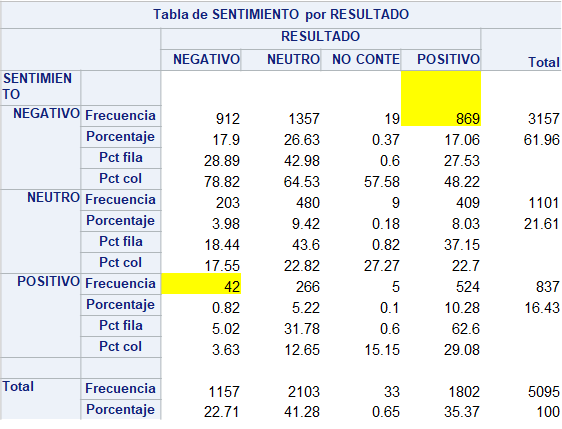 Tabla de SENTIMIENTO por RESULTADO
RESULTADO
NEGATIVO NEUTRO NO CONTE POSITIVO Total
SENTIMIEN
TO
NEGATIVO Frecuencia 912 1357 19 869 3157
Porcentaje 17.9 26.63 0.37 17.06 61.96
Pct fila 28.89 42.98 0.6 27.53
Pct col 78.82 64.53 57.58 48.22
NEUTRO Frecuencia 203 480 9 409 1101
Porcentaje 3.98 9.42 0.18 8.03 21.61
Pct fila 18.44 43.6 0.82 37.15
Pct col 17.55 22.82 27.27 22.7
POSITIVO Frecuencia 42 266 5 524 837
Porcentaje 0.82 5.22 0.1 10.28 16.43
Pct fila 5.02 31.78 0.6 62.6
Pct col 3.63 12.65 15.15 29.08
Total Frecuencia 1157 2103 33 1802 5095
Porcentaje 22.71 41.28 0.65 35.37 100